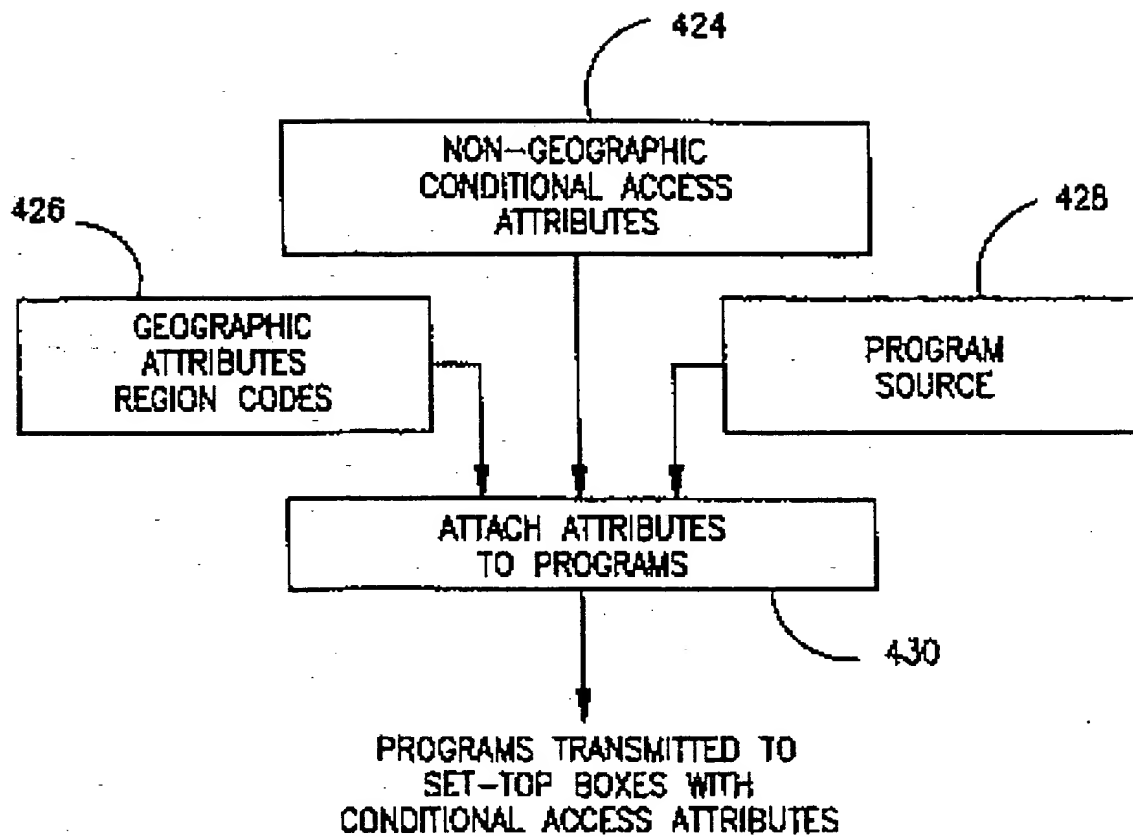 424
NON-GEOGRAPHIC
CONDITIONAL ACCESS
ATTRIBUTES
426
GEOGRAPHIC
ATTRIBUTES
REGION CODES
428
PROGRAM
SOURCE
ATTACH ATTRIBUTES
TO PROGRAMS
430
PROGRAMS TRANSMITTED TO
SET-TOP BOXES WITH
CONDITIONAL ACCESS ATTRIBUTES